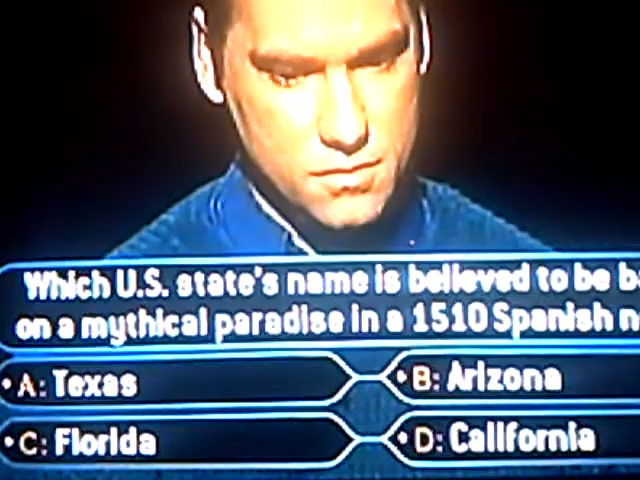 Which U.S. state's name is believed to be b
on a mythical paradise in a 1510 Spanish n
A: Texas
B: Arizona
C: Florida
D: California